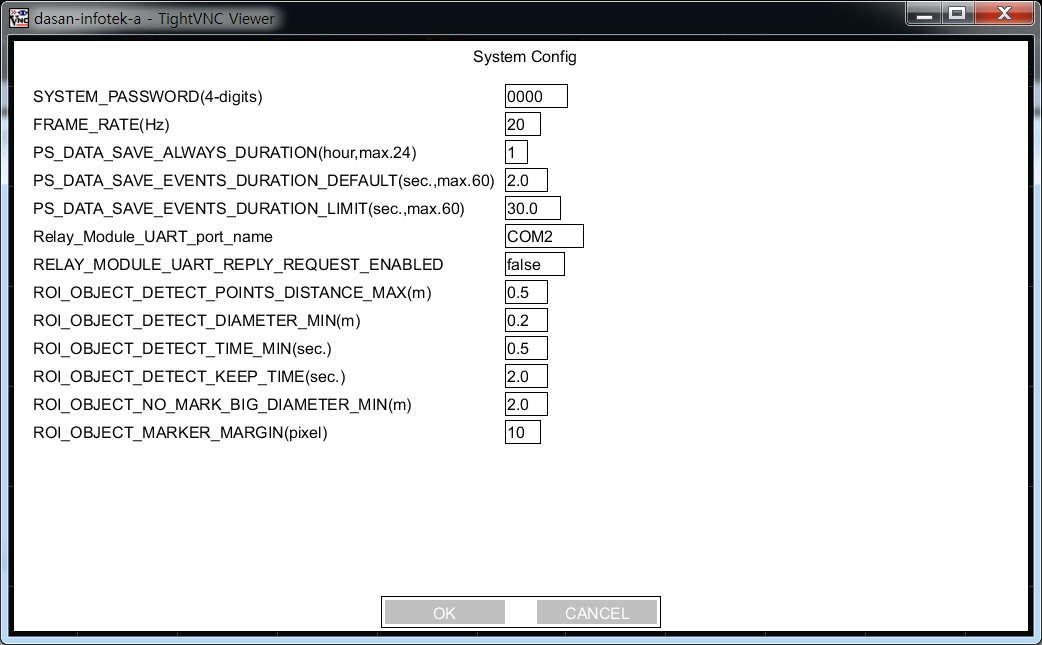 dasan-infotek-a - TightVNC Viewer
System Config
SYSTEM_PASSWORD(4-digits) 0000
FRAME_RATE(Hz) 20
PS_DATA_SAVE_ALWAYS_DURATION(hour,max.24) 1
PS_DATA_SAVE_EVENTS_DURATION_DEFAULT(sec.,max.60) 2.0
PS_DATA_SAVE_EVENTS_DURATION_LIMIT(sec.,max.60) 30.0
Relay_Module_UART_port_name COM2
RELAY_MODULE_UART_REPLY_REQUEST_ENABLED false
ROI_OBJECT_DETECT_POINTS_DISTANCE_MAX(m) 0.5
ROI_OBJECT_DETECT_DIAMETER_MIN(m) 0.2
ROI_OBJECT_DETECT_TIME_MIN(sec.) 0.5
ROI_OBJECT_DETECT_KEEP_TIME(sec.) 2.0
ROI_OBJECT_NO_MARK_BIG_DIAMETER_MIN(m) 2.0
ROI_OBJECT_MARKER_MARGIN(pixel) 10
OK CANCEL